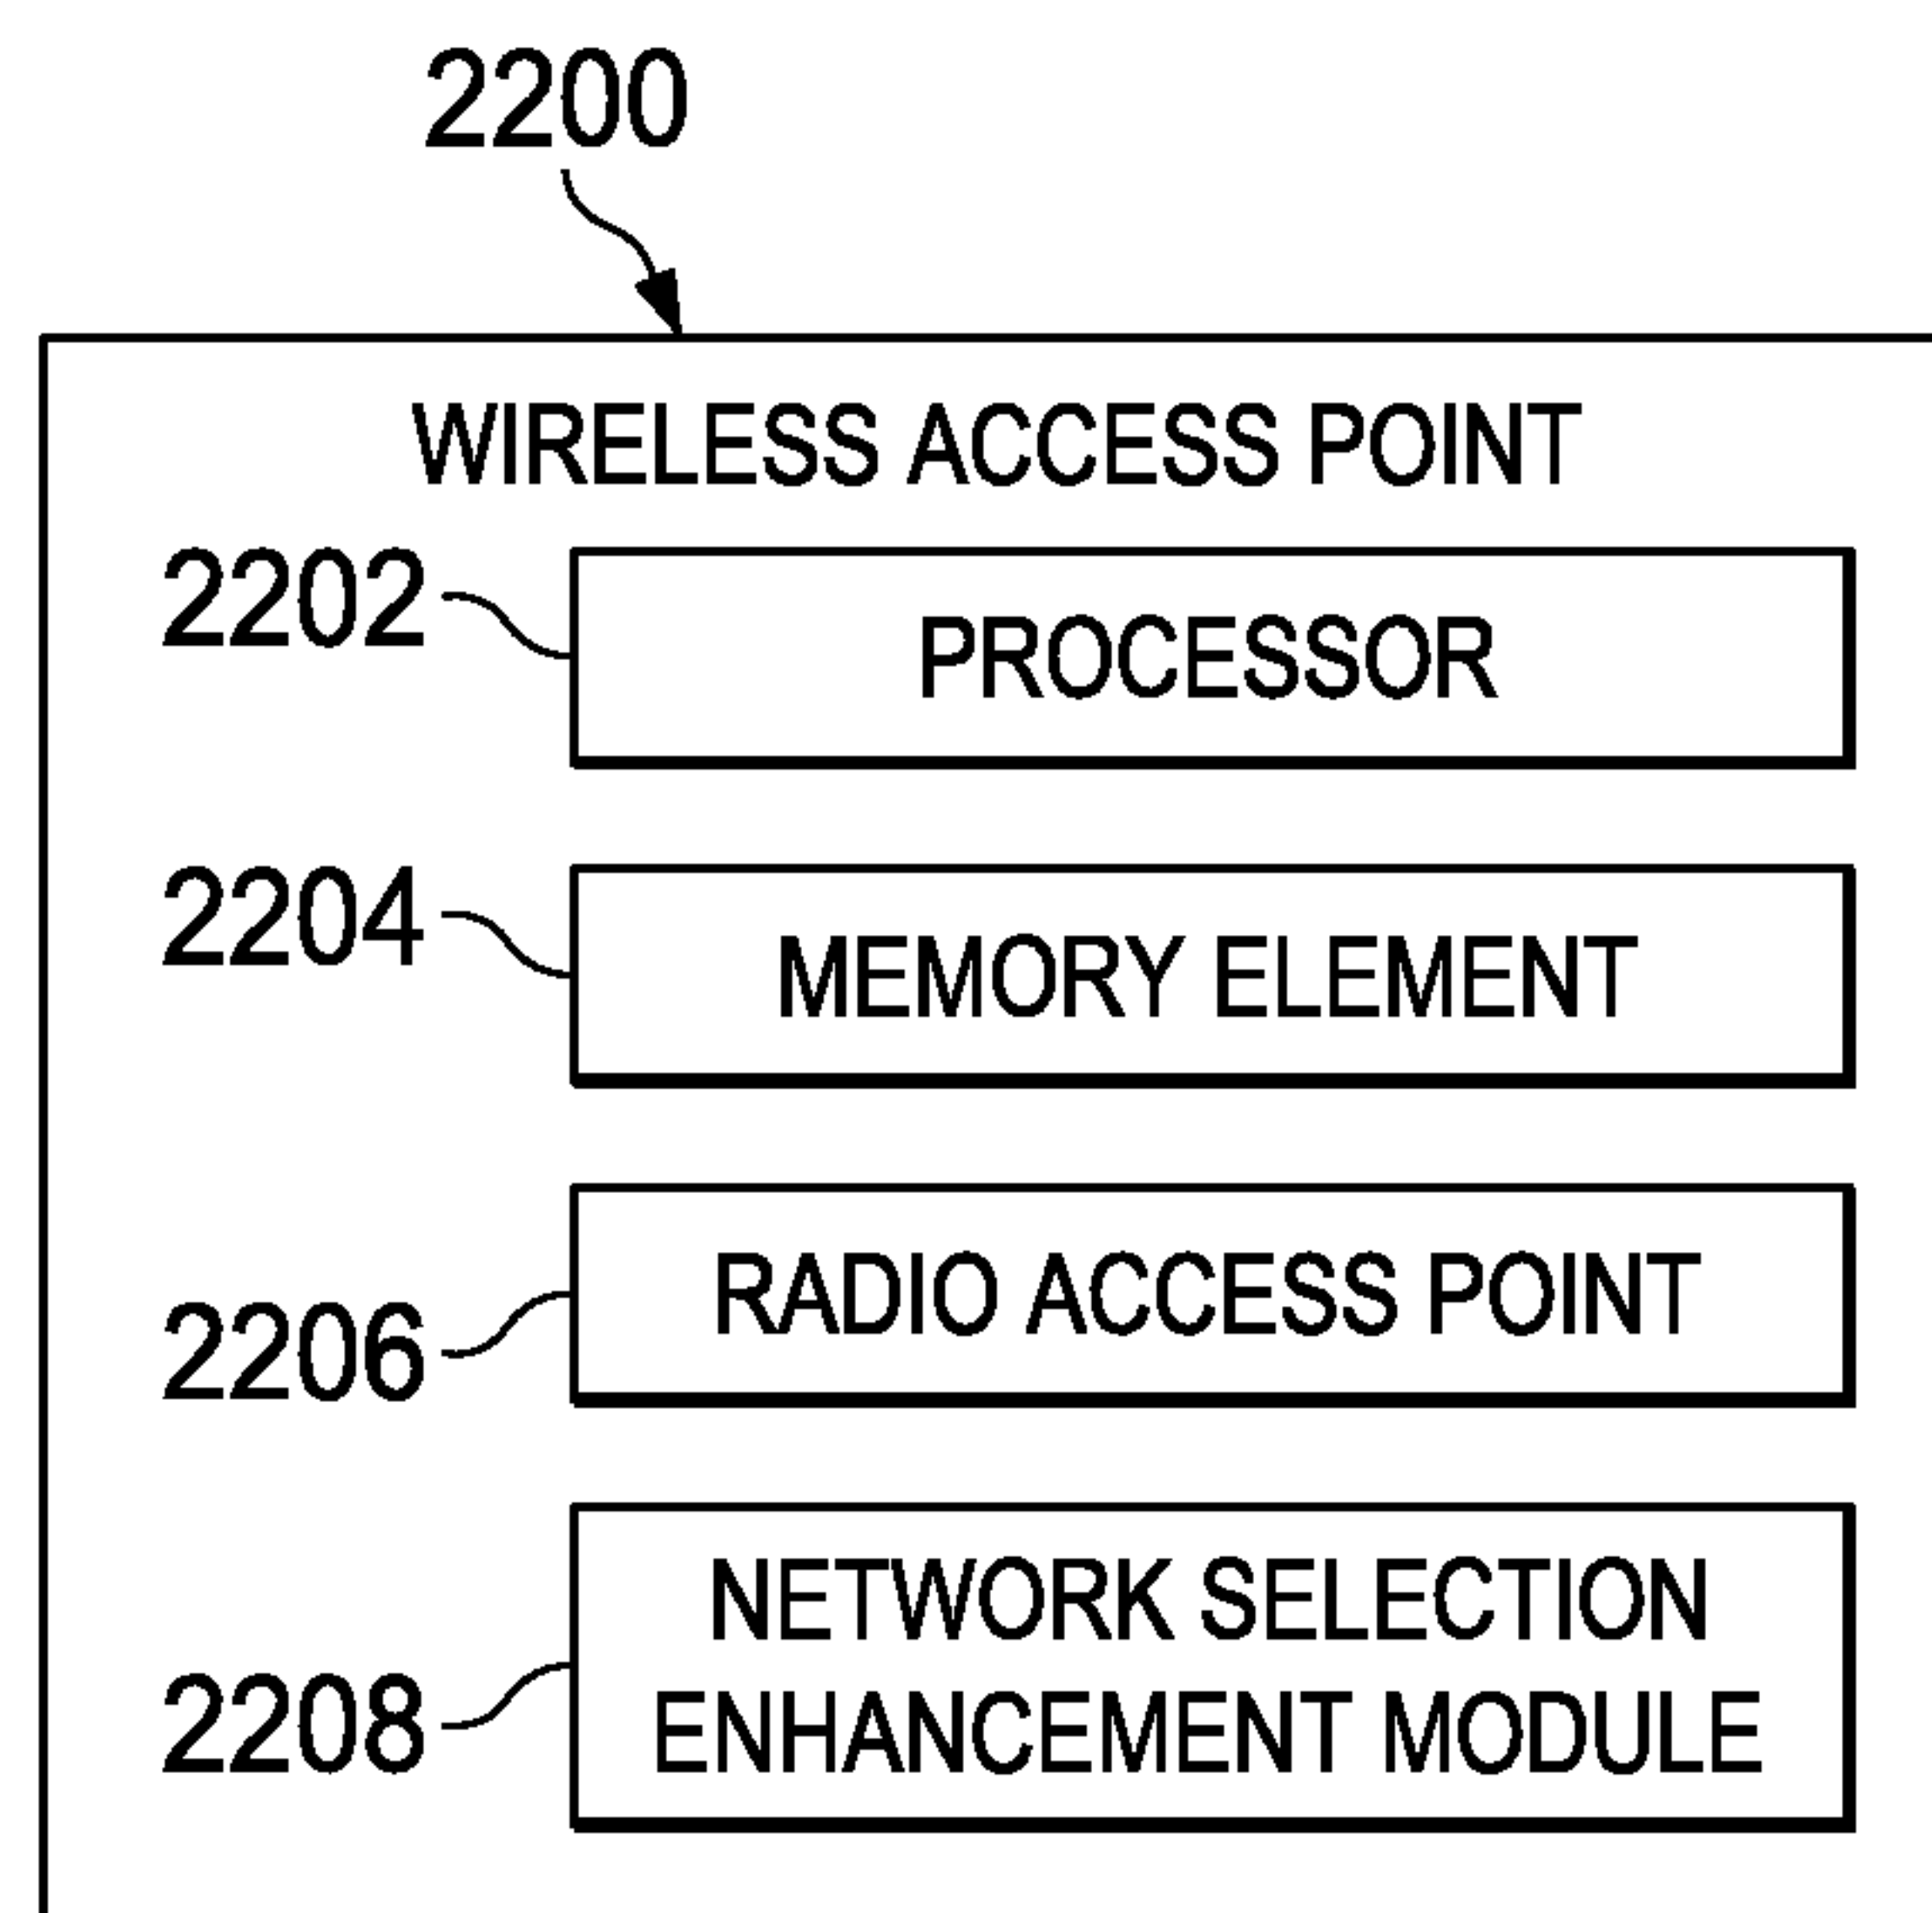 2200
WIRELESS ACCESS POINT
2202
PROCESSOR
2204
MEMORY ELEMENT
2206
RADIO ACCESS POINT
2208
NETWORK SELECTION
ENHANCEMENT MODULE